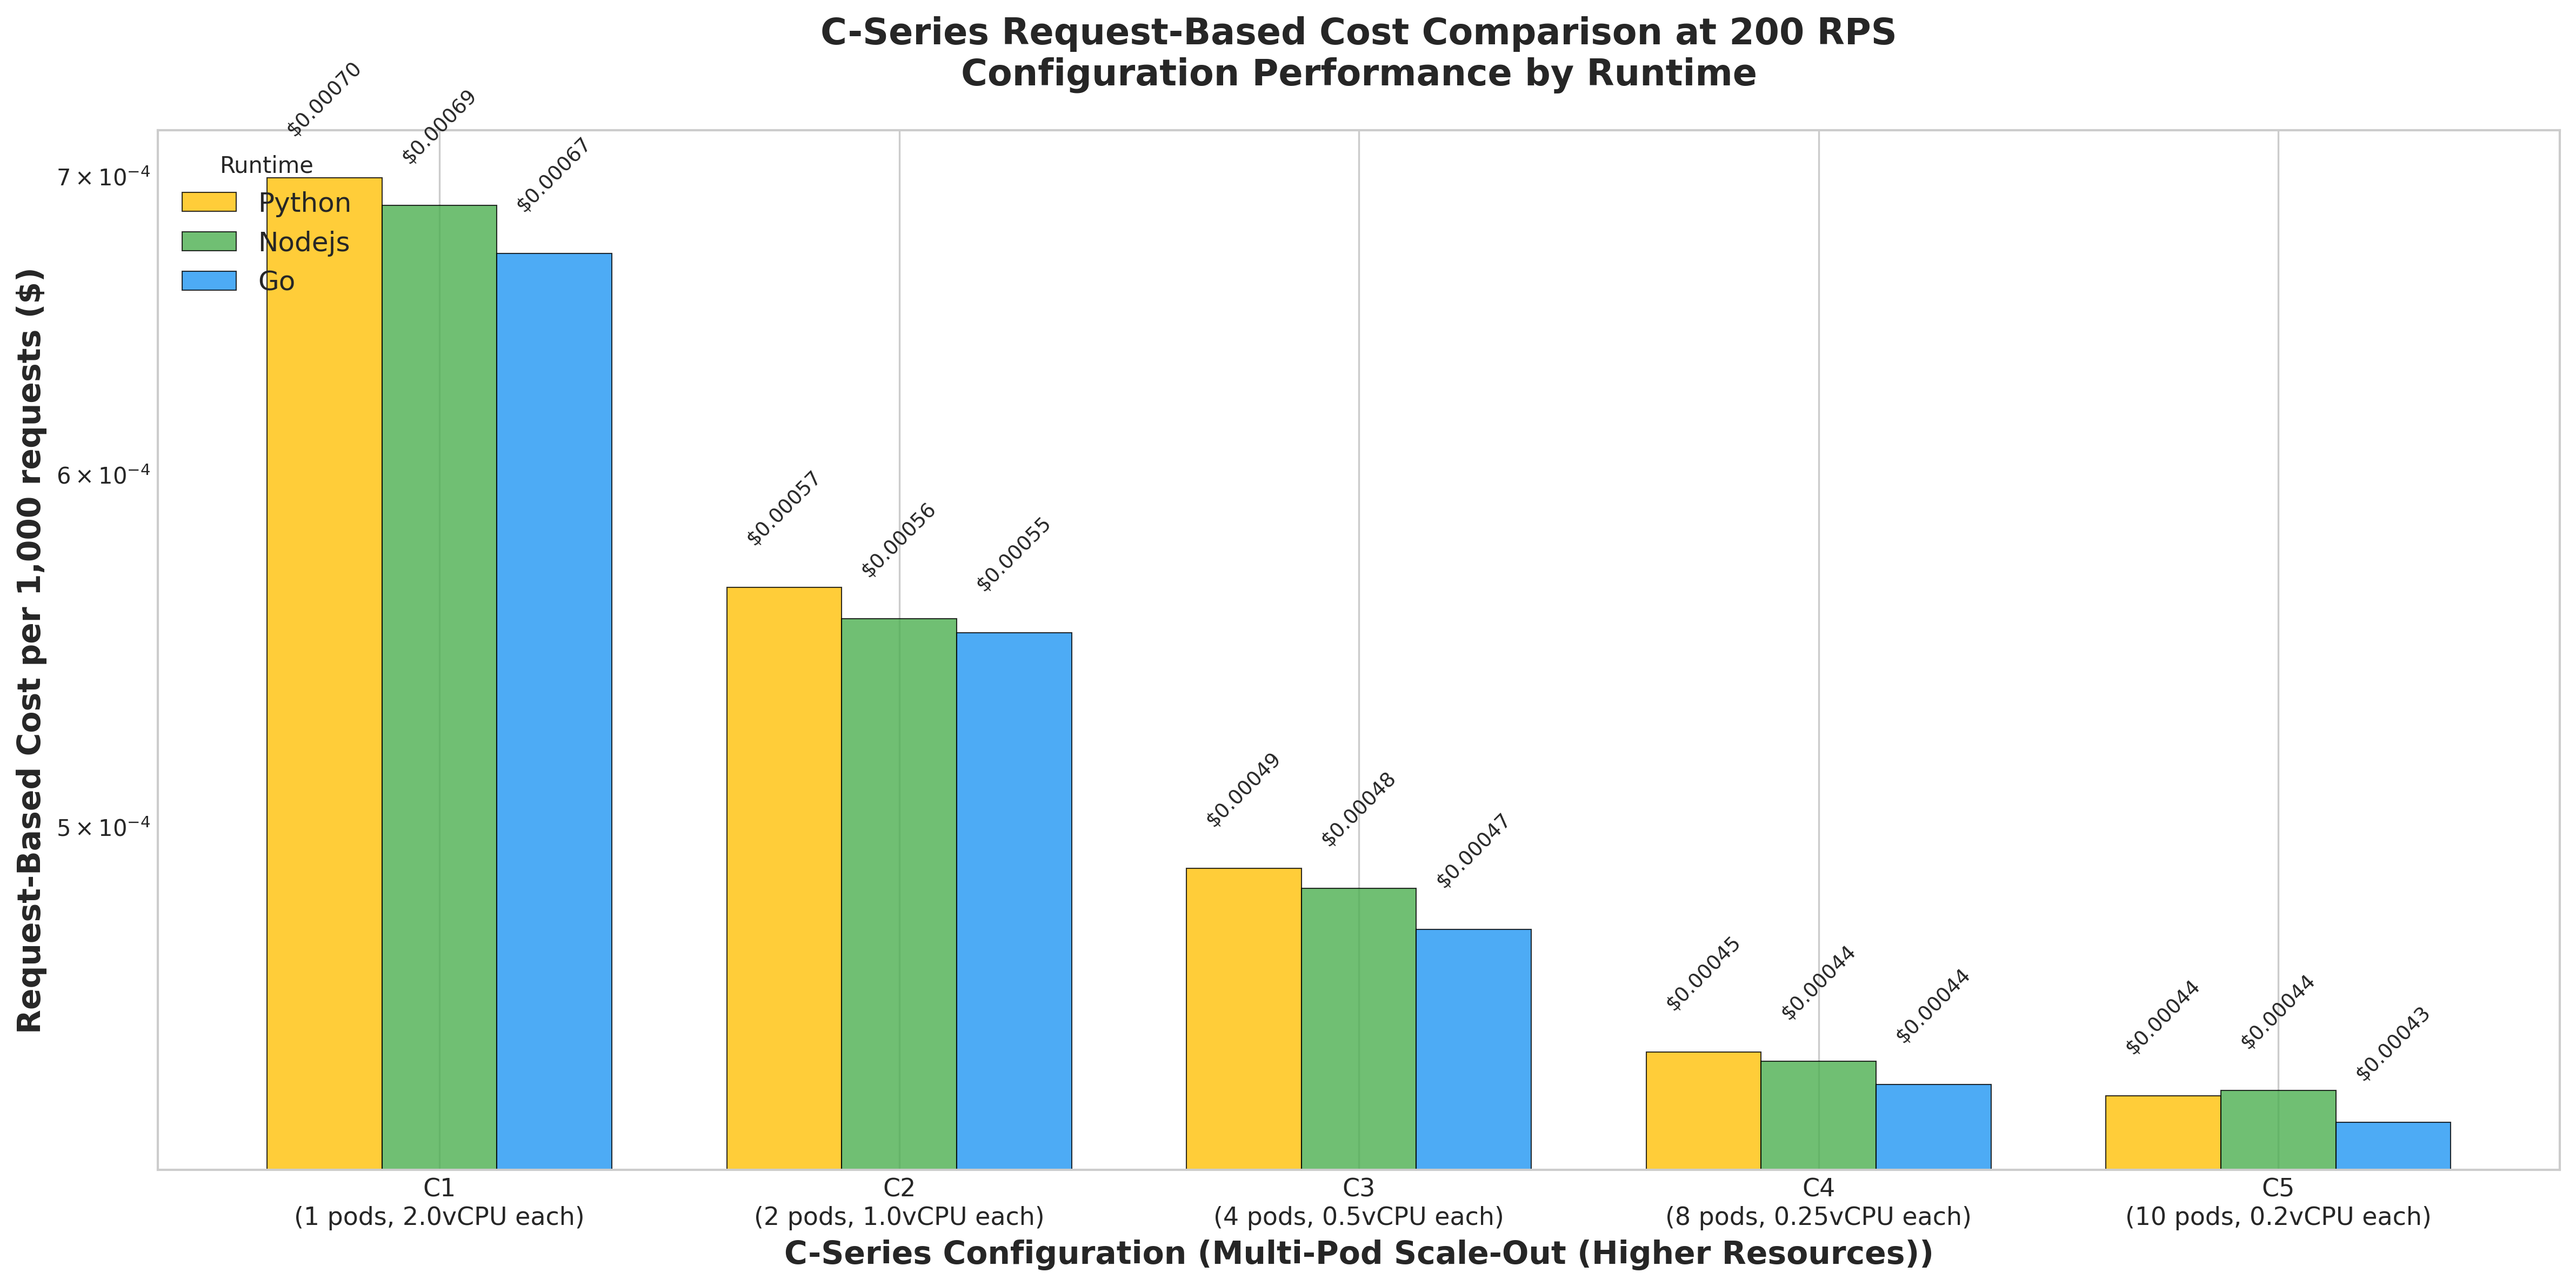 C-Series Request-Based Cost Comparison at 200 RPS
Configuration Performance by Runtime
Request-Based Cost per 1,000 requests ($)
7 × 10⁻⁴
6 × 10⁻⁴
5 × 10⁻⁴
Runtime
Python
Nodejs
Go
$0.00070
$0.00069
$0.00067
$0.00057
$0.00056
$0.00055
$0.00049
$0.00048
$0.00047
$0.00045
$0.00044
$0.00044
$0.00044
$0.00044
$0.00043
C1
(1 pods, 2.0vCPU each)
C2
(2 pods, 1.0vCPU each)
C3
(4 pods, 0.5vCPU each)
C4
(8 pods, 0.25vCPU each)
C5
(10 pods, 0.2vCPU each)
C-Series Configuration (Multi-Pod Scale-Out (Higher Resources))